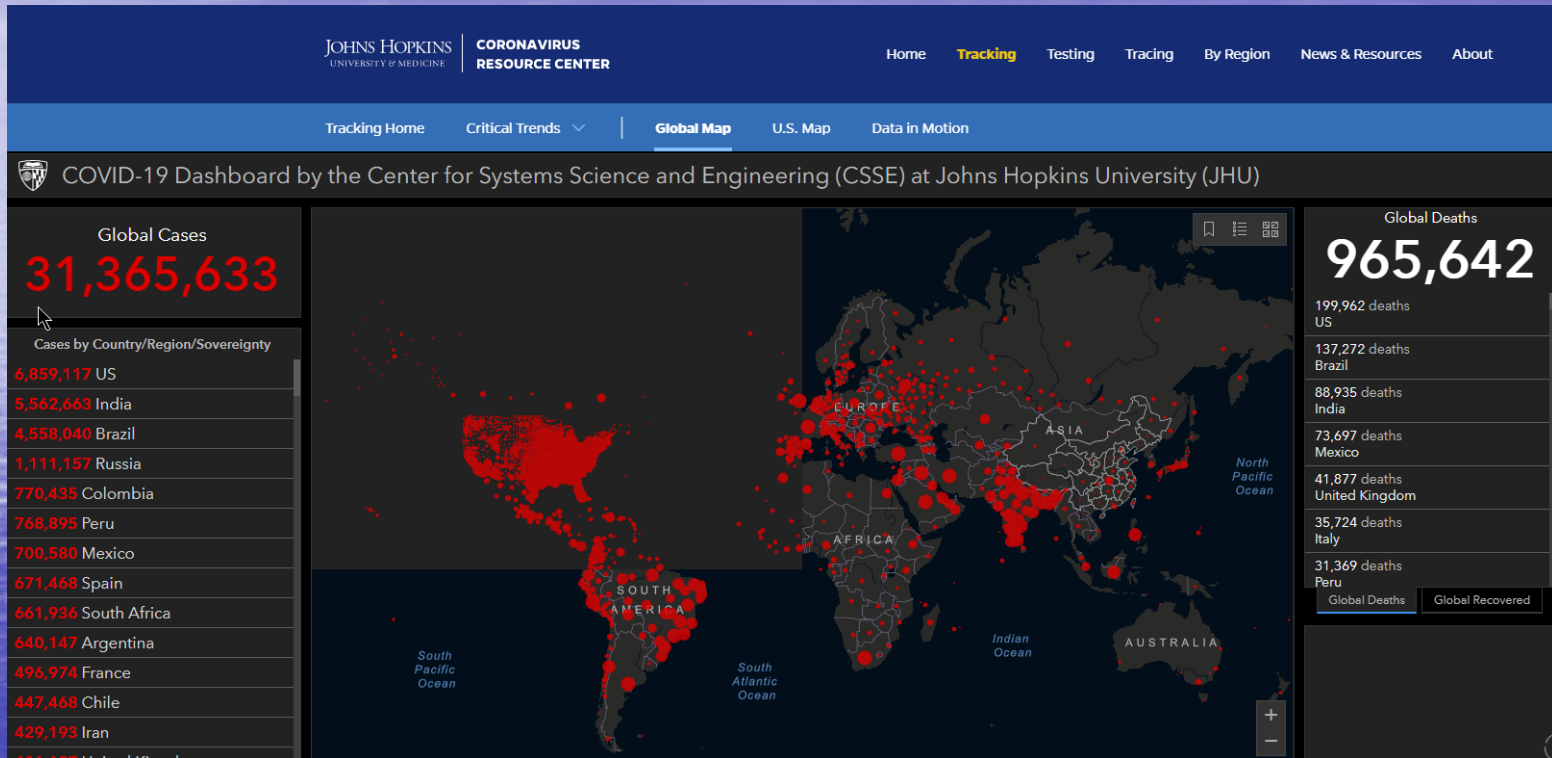 JOHNS HOPKINS
UNIVERSITY & MEDICINE
CORONAVIRUS
RESOURCE CENTER
Home Tracking Testing Tracing By Region News & Resources About
Tracking Home Critical Trends Global Map U.S. Map Data in Motion
COVID-19 Dashboard by the Center for Systems Science and Engineering (CSSE) at Johns Hopkins University (JHU)
Global Cases
31,365,633
Cases by Country/Region/Sovereignty
6,859,117 US
5,562,663 India
4,558,040 Brazil
1,111,157 Russia
770,435 Colombia
768,895 Peru
700,580 Mexico
671,468 Spain
661,936 South Africa
640,147 Argentina
496,974 France
447,468 Chile
429,193 Iran
EUROPE
ASIA
North
Pacific
Ocean
AFRICA
SOUTH
AMERICA
Indian
Ocean
AUSTRALIA
South
Pacific
Ocean
South
Atlantic
Ocean
+
−
Global Deaths
965,642
199,962 deaths
US
137,272 deaths
Brazil
88,935 deaths
India
73,697 deaths
Mexico
41,877 deaths
United Kingdom
35,724 deaths
Italy
31,369 deaths
Peru
Global Deaths Global Recovered